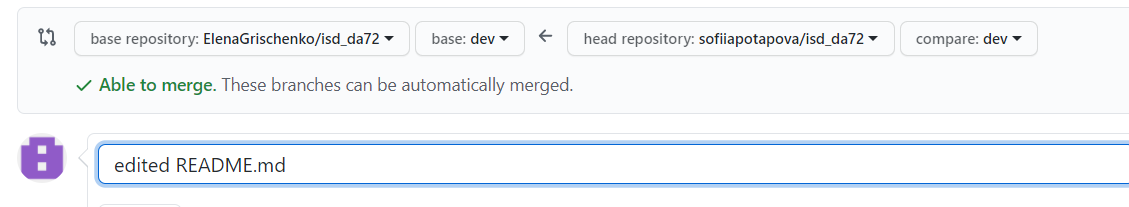 base repository: ElenaGrischenko/isd_da72 base: dev head repository: sofiiapotapova/isd_da72 compare: dev
Able to merge. These branches can be automatically merged.
edited README.md